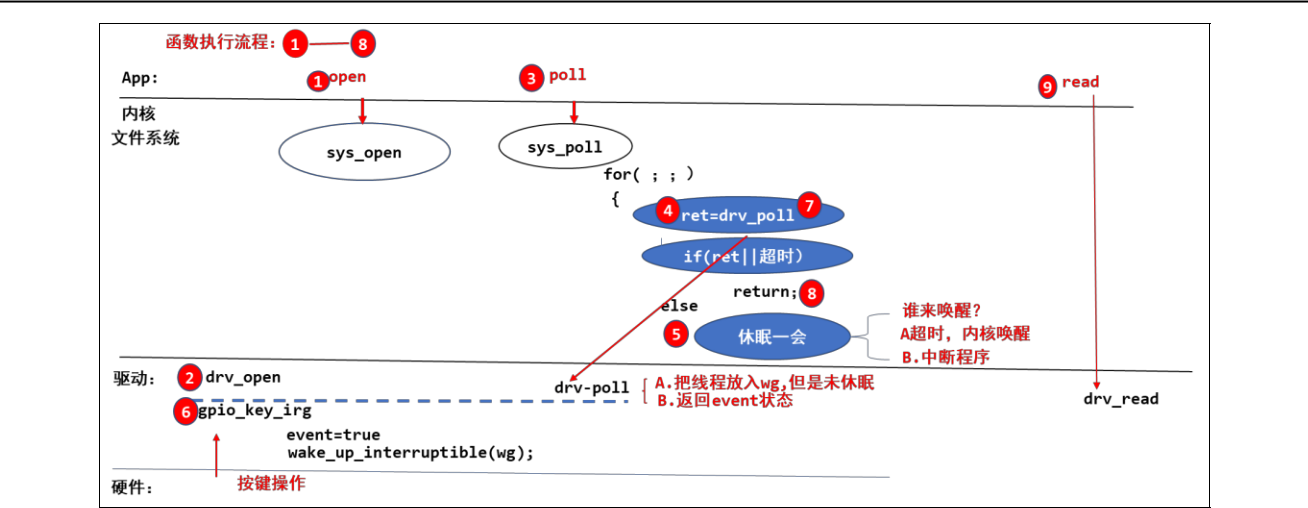 函数执行流程: 1 8
App: 1 open 3 poll 9 read
内核
文件系统
sys_open sys_poll
for( ; ; )
{
4 ret=drv_poll 7
if(ret||超时)
return; 8
else
5 休眠一会
谁来唤醒?
A超时, 内核唤醒
B.中断程序
驱动: 2 drv_open drv-poll drv_read
A.把线程放入wg,但是未休眠
B.返回event状态
6 gpio_key_irg
event=true
wake_up_interruptible(wg);
按键操作
硬件: